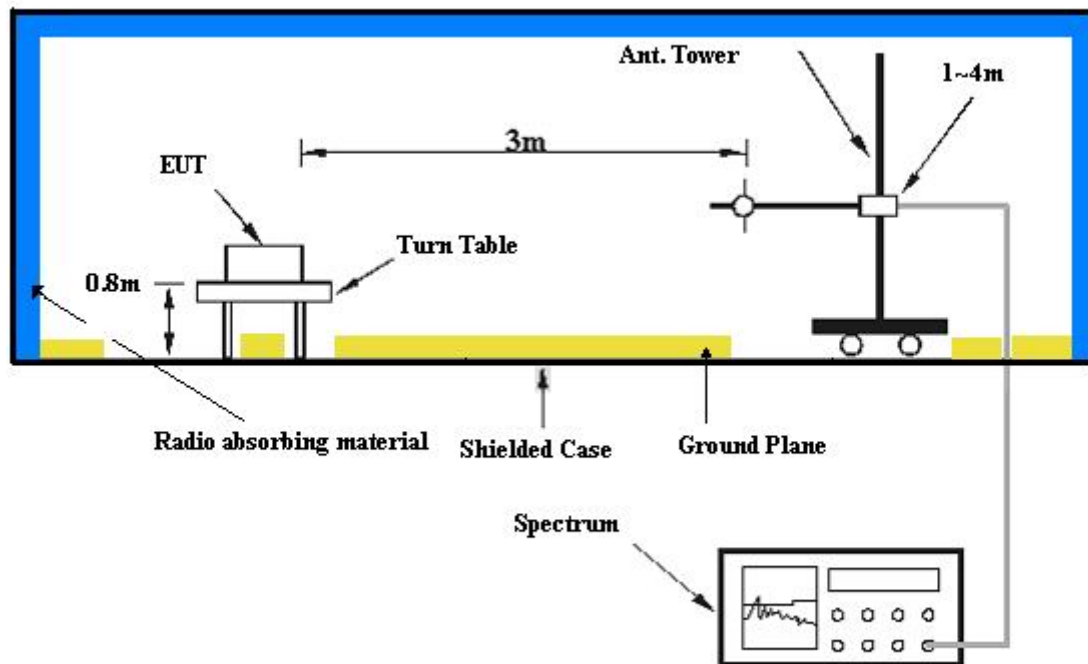 Ant. Tower
1~4m
3m
EUT
Turn Table
0.8m
Radio absorbing material
Shielded Case
Ground Plane
Spectrum